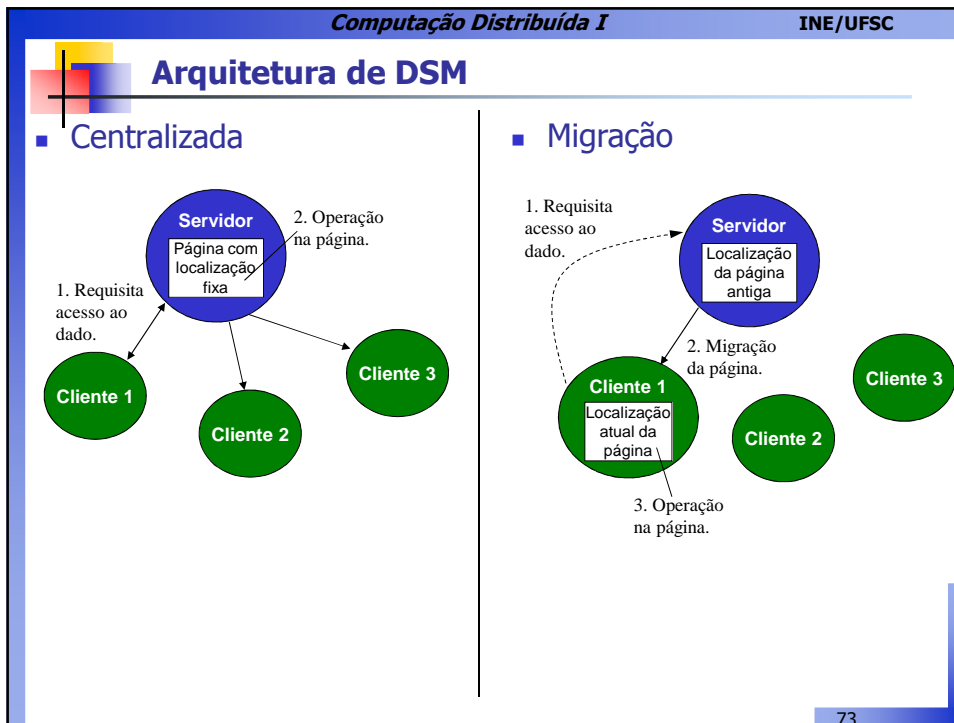 Computação Distribuída I
INE/UFSC
Arquitetura de DSM
Centralizada
Servidor
Página com
localização
fixa
2. Operação
na página.
1. Requisita
acesso ao
dado.
Cliente 1
Cliente 2
Cliente 3
Migração
1. Requisita
acesso ao
dado.
Servidor
Localização
da página
antiga
2. Migração
da página.
Cliente 1
Localização
atual da
página
Cliente 2
Cliente 3
3. Operação
na página.
73